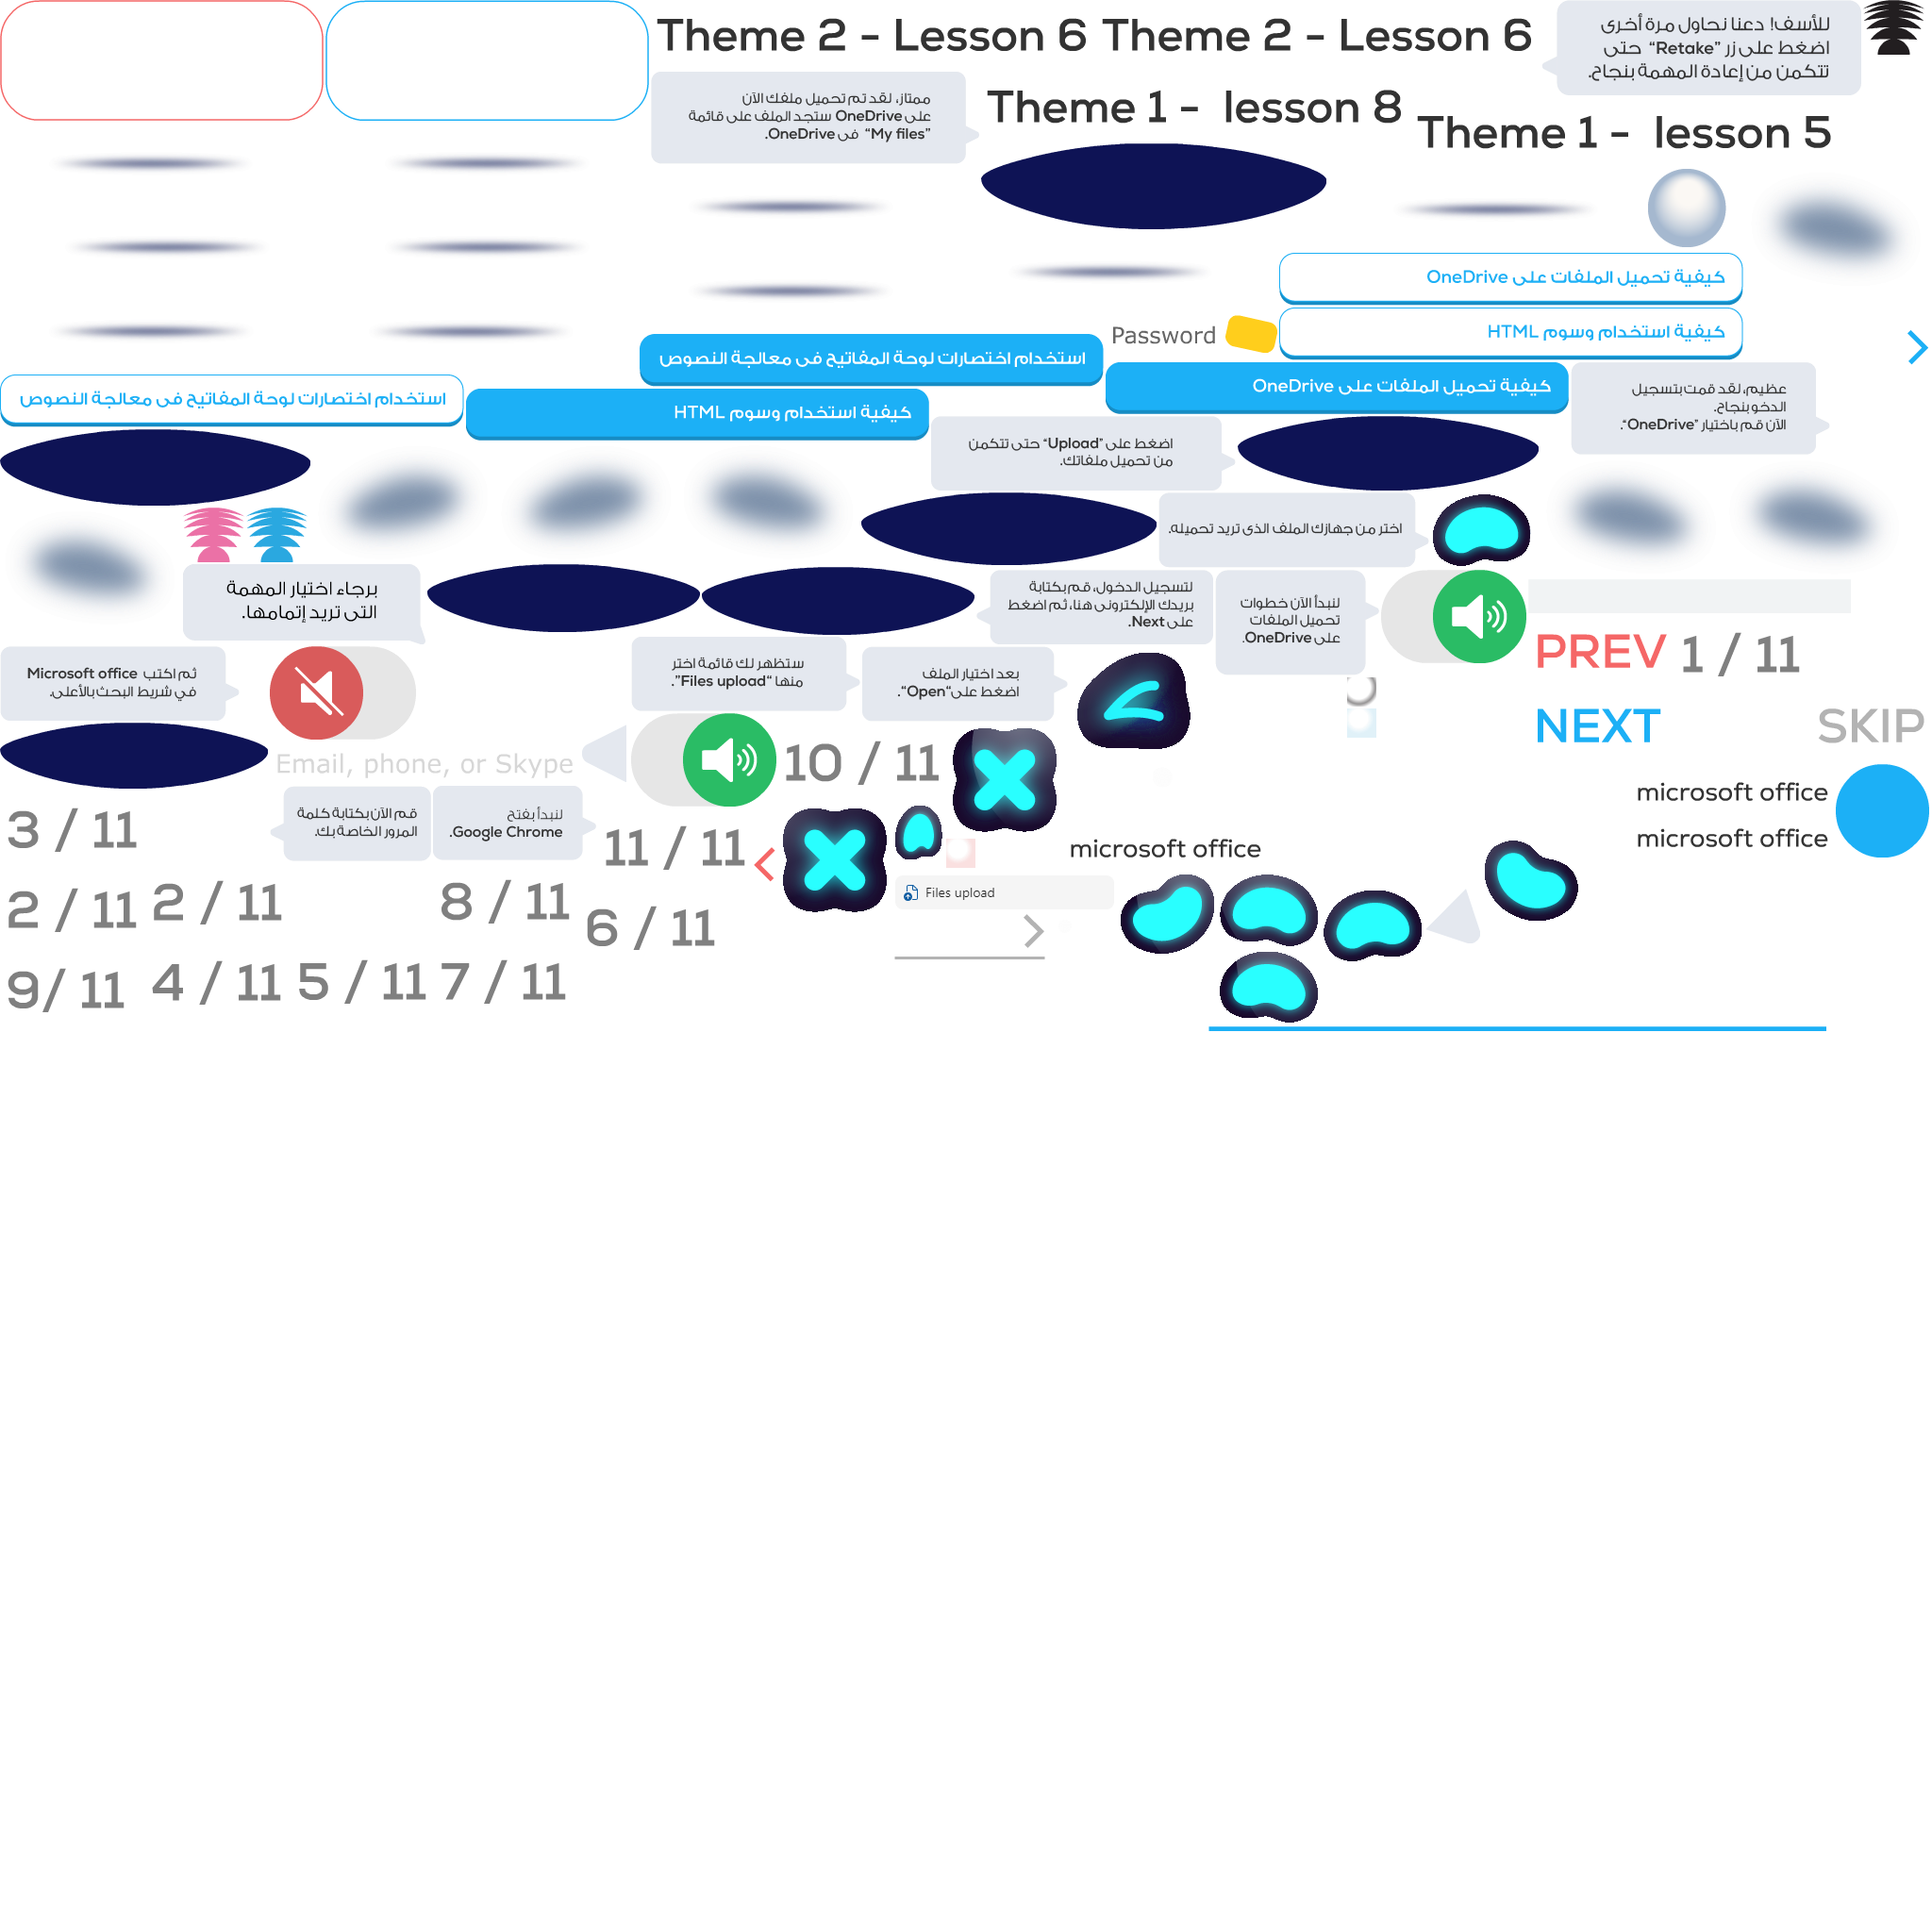 Theme 2 - Lesson 6
Theme 2 - Lesson 6
للأسف! دعنا نحاول مرة أخرى
اضغط على زر "Retake" حتى
تتكمن من إعادة المهمة بنجاح.
ممتاز، لقد تم تحميل ملفك الآن
على OneDrive ستجد الملف على قائمة
"My files" فى OneDrive.
Theme 1 - lesson 8
Theme 1 - lesson 5
كيفية تحميل الملفات على OneDrive
Password
كيفية استخدام وسوم HTML
استخدام اختصارات لوحة المفاتيح فى معالجة النصوص
كيفية تحميل الملفات على OneDrive
عظيم، لقد قمت بتسجيل
الدخو بنجاح.
الآن قم باختيار "OneDrive".
استخدام اختصارات لوحة المفاتيح فى معالجة النصوص
كيفية استخدام وسوم HTML
اضغط على "Upload" حتى تتكمن
من تحميل ملفاتك.
اختر من جهازك الملف الذى تريد تحميله.
برجاء اختيار المهمة
التى تريد إتمامها.
لتسجيل الدخول، قم بكتابة
بريدك الإلكترونى هنا، ثم اضغط
على Next.
لنبدأ الآن خطوات
تحميل الملفات
على OneDrive.
PREV
1 / 11
ثم اكتب Microsoft office
في شريط البحث بالأعلى.
ستظهر لك قائمة اختر
منها "Files upload".
بعد اختيار الملف
اضغط على "Open".
NEXT
SKIP
Email, phone, or Skype
10 / 11
microsoft office
3 / 11
قم الآن بكتابة كلمة
المرور الخاصة بك.
لنبدأ بفتح
Google Chrome.
11 / 11
microsoft office
microsoft office
2 / 11
2 / 11
8 / 11
6 / 11
Files upload
9/ 11
4 / 11
5 / 11
7 / 11